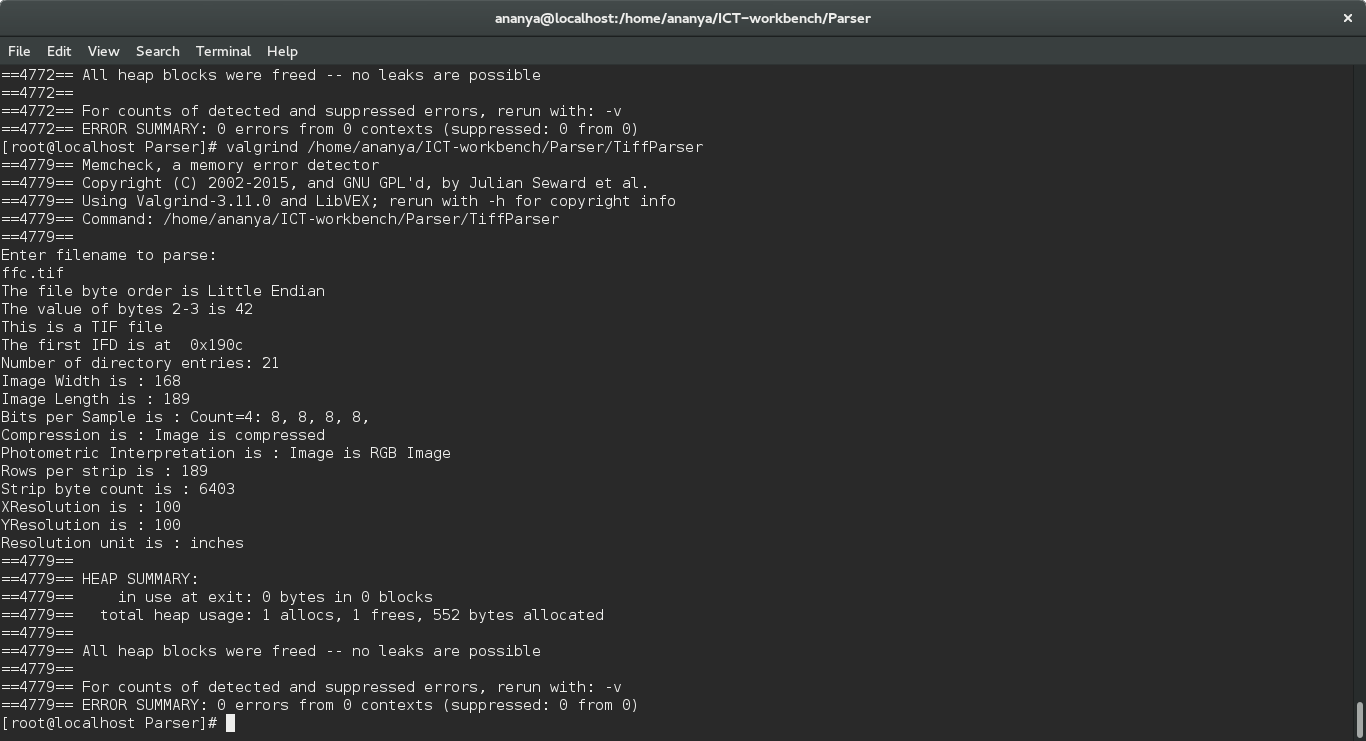 ananya@localhost:/home/ananya/ICT-workbench/Parser ×
File Edit View Search Terminal Help
==4772== All heap blocks were freed -- no leaks are possible
==4772==
==4772== For counts of detected and suppressed errors, rerun with: -v
==4772== ERROR SUMMARY: 0 errors from 0 contexts (suppressed: 0 from 0)
[root@localhost Parser]# valgrind /home/ananya/ICT-workbench/Parser/TiffParser
==4779== Memcheck, a memory error detector
==4779== Copyright (C) 2002-2015, and GNU GPL'd, by Julian Seward et al.
==4779== Using Valgrind-3.11.0 and LibVEX; rerun with -h for copyright info
==4779== Command: /home/ananya/ICT-workbench/Parser/TiffParser
==4779==
Enter filename to parse:
ffc.tif
The file byte order is Little Endian
The value of bytes 2-3 is 42
This is a TIF file
The first IFD is at  0x190c
Number of directory entries: 21
Image Width is : 168
Image Length is : 189
Bits per Sample is : Count=4: 8, 8, 8, 8,
Compression is : Image is compressed
Photometric Interpretation is : Image is RGB Image
Rows per strip is : 189
Strip byte count is : 6403
XResolution is : 100
YResolution is : 100
Resolution unit is : inches
==4779==
==4779== HEAP SUMMARY:
==4779==     in use at exit: 0 bytes in 0 blocks
==4779==   total heap usage: 1 allocs, 1 frees, 552 bytes allocated
==4779==
==4779== All heap blocks were freed -- no leaks are possible
==4779==
==4779== For counts of detected and suppressed errors, rerun with: -v
==4779== ERROR SUMMARY: 0 errors from 0 contexts (suppressed: 0 from 0)
[root@localhost Parser]#